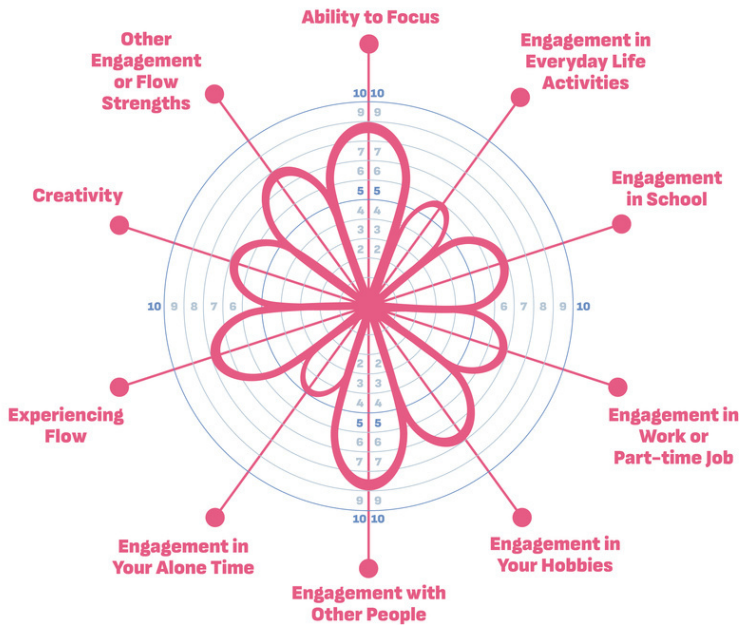 Ability to Focus
Other
Engagement
or Flow
Strengths
Engagement in
Everyday Life
Activities
Creativity
Engagement
in School
10 10
9 9
7 7
6 6
5 5
4 4
3 3
2 2
10 9 8 7 6
6 7 8 9 10
2 2
3 3
4 4
5 5
6 6
7 7
9 9
10 10
Experiencing
Flow
Engagement in
Work or
Part-time Job
Engagement in
Your Alone Time
Engagement in
Your Hobbies
Engagement with
Other People